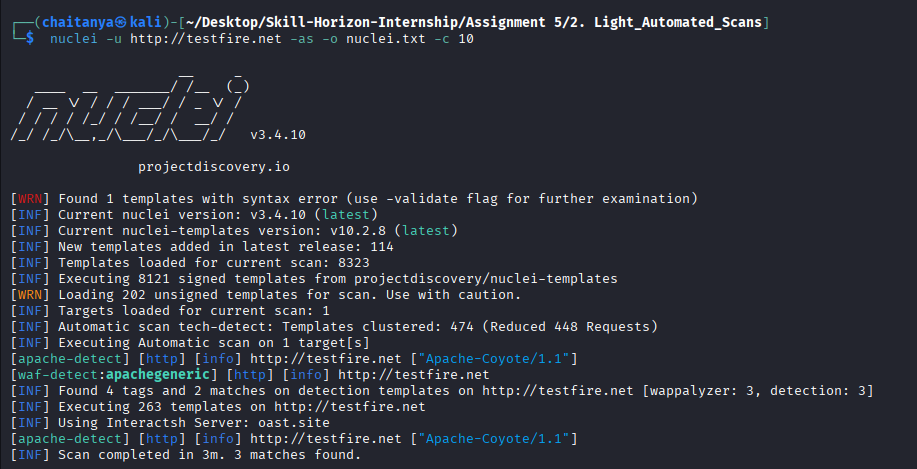 ┌──(chaitanya㉿kali)-[~/Desktop/Skill-Horizon-Internship/Assignment 5/2. Light_Automated_Scans]
└─$ nuclei -u http://testfire.net -as -o nuclei.txt -c 10
nuclei
v3.4.10
projectdiscovery.io
[WRN] Found 1 templates with syntax error (use -validate flag for further examination)
[INF] Current nuclei version: v3.4.10 (latest)
[INF] Current nuclei-templates version: v10.2.8 (latest)
[INF] New templates added in latest release: 114
[INF] Templates loaded for current scan: 8323
[INF] Executing 8121 signed templates from projectdiscovery/nuclei-templates
[WRN] Loading 202 unsigned templates for scan. Use with caution.
[INF] Targets loaded for current scan: 1
[INF] Automatic scan tech-detect: Templates clustered: 474 (Reduced 448 Requests)
[INF] Executing Automatic scan on 1 target[s]
[apache-detect] [http] [info] http://testfire.net ["Apache-Coyote/1.1"]
[waf-detect:apachegeneric] [http] [info] http://testfire.net
[INF] Found 4 tags and 2 matches on detection templates on http://testfire.net [wappalyzer: 3, detection: 3]
[INF] Executing 263 templates on http://testfire.net
[INF] Using Interactsh Server: oast.site
[apache-detect] [http] [info] http://testfire.net ["Apache-Coyote/1.1"]
[INF] Scan completed in 3m. 3 matches found.